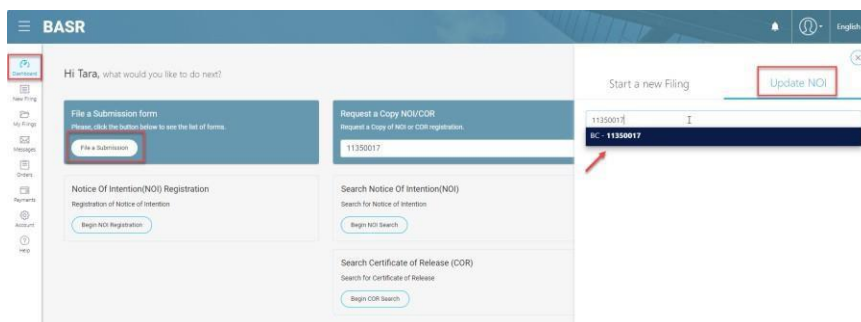 BASR
English
Dashboard
New Filing
My Filings
Messages
Orders
Payments
Account
Help
Hi Tara, what would you like to do next?
File a Submission form
Please, click the button below to see the list of forms.
File a Submission
Request a Copy NOI/COR
Request a Copy of NOI or COR registration.
11350017
Notice Of Intention(NOI) Registration
Registration of Notice of Intention
Begin NOI Registration
Search Notice Of Intention(NOI)
Search for Notice of Intention
Begin NOI Search
Search Certificate of Release (COR)
Search for Certificate of Release
Begin COR Search
Start a new Filing
Update NOI
11350017
BC - 11350017